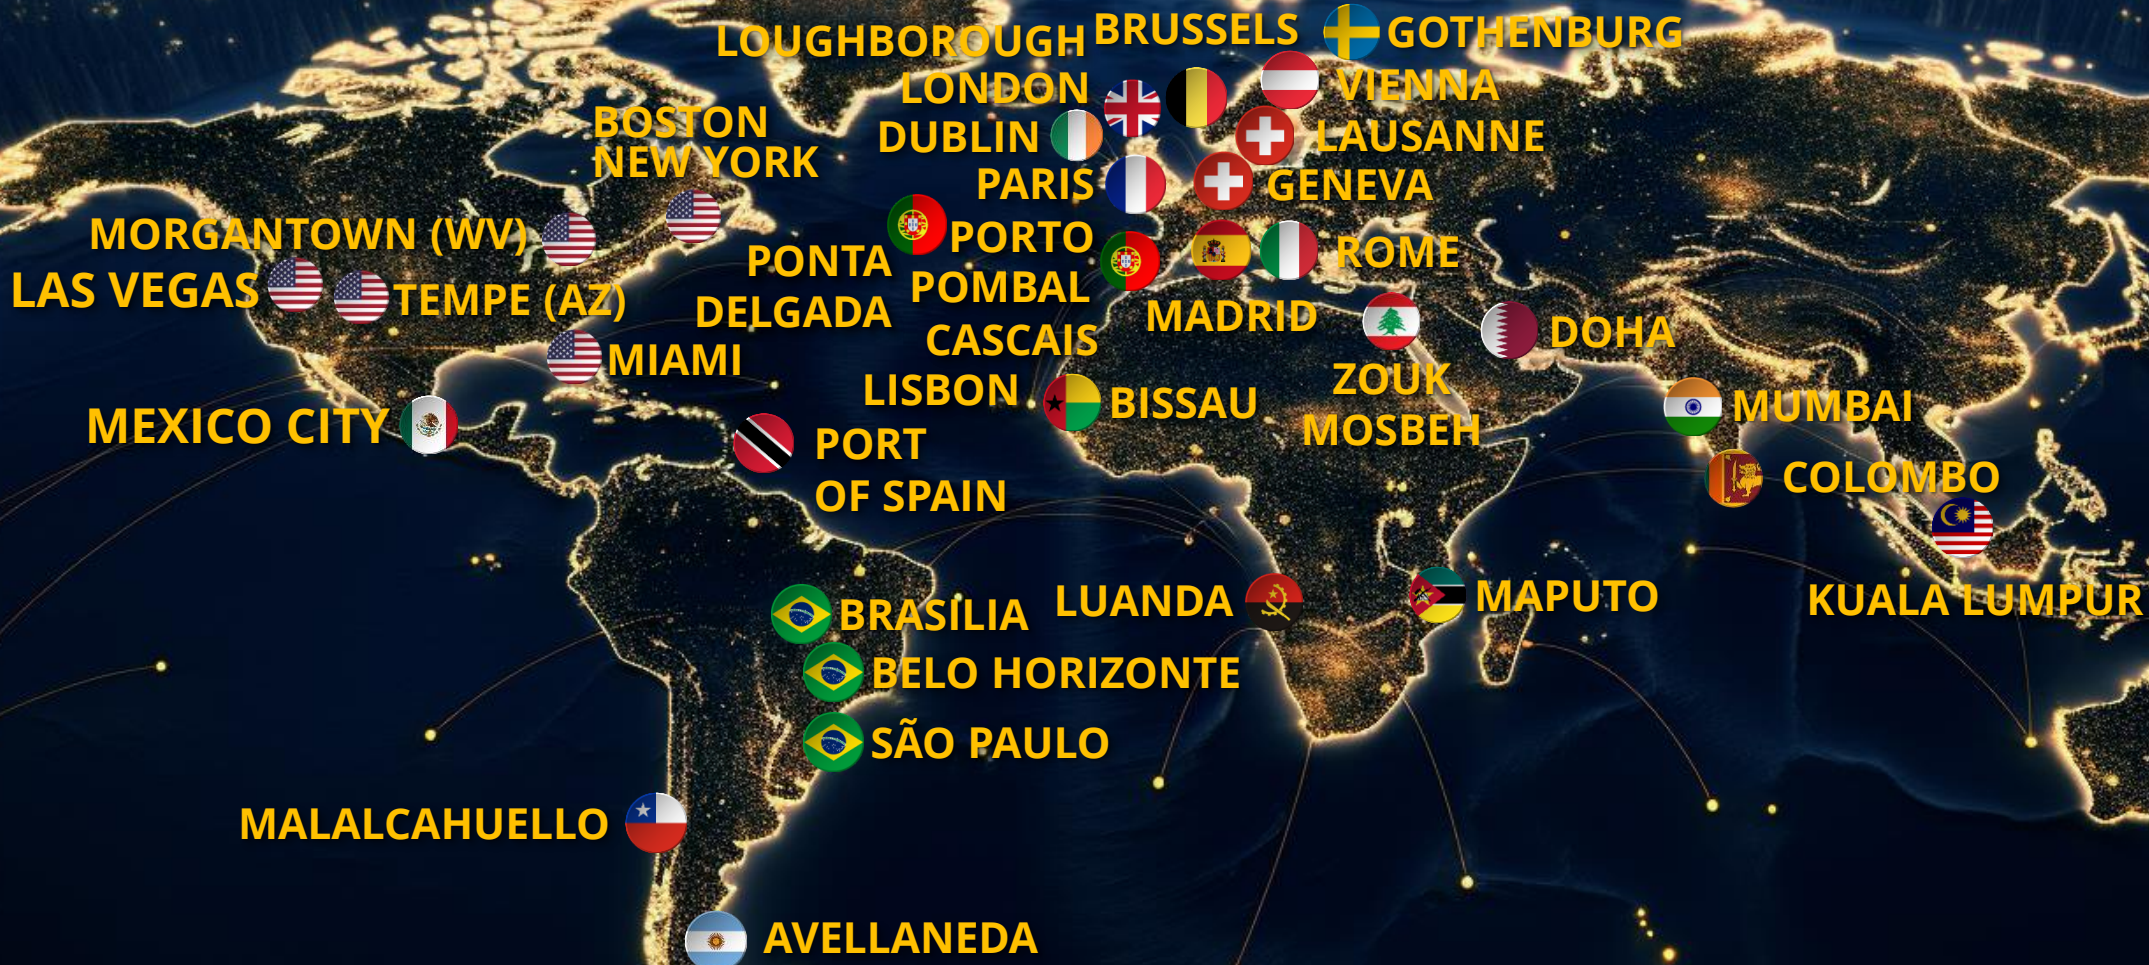 LOUGHBOROUGH
BRUSSELS
GOTHENBURG
LONDON
VIENNA
BOSTON
NEW YORK
DUBLIN
LAUSANNE
PARIS
GENEVA
MORGANTOWN (WV)
PORTO
ROME
PONTA
DELGADA
LAS VEGAS
TEMPE (AZ)
POMBAL
MADRID
CASCAIS
DOHA
MIAMI
LISBON
BISSAU
ZOUK
MOSBEH
MUMBAI
MEXICO CITY
PORT
OF SPAIN
COLOMBO
BRASILIA
LUANDA
MAPUTO
KUALA LUMPUR
BELO HORIZONTE
SÃO PAULO
MALALCAHUELLO
AVELLANEDA